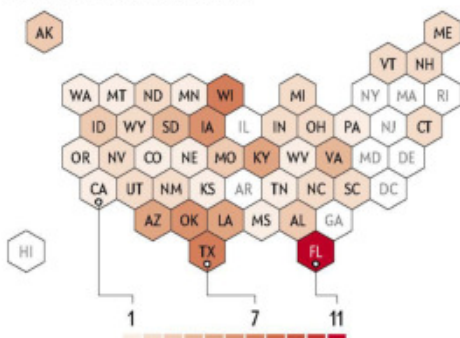 AK ME
VT NH
WA MT ND MN WI MI NY MA RI
ID WY SD IA IL IN OH PA NJ CT
OR NV CO NE MO KY WV VA MD DE
CA UT NM KS AR TN NC SC DC
AZ OK LA MS AL GA
HI TX FL
1 7 11